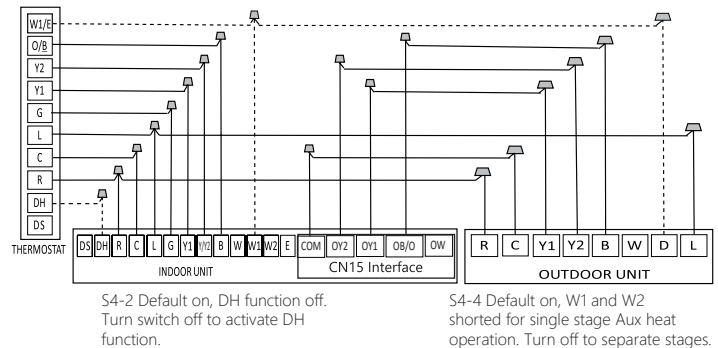 W1/E
O/B
Y2
Y1
G
L
C
R
DH
DS
THERMOSTAT
DS DH R C L G Y1 Y/Y2 B W W1 W2 E
INDOOR UNIT
COM OY2 OY1 OB/O OW
CN15 Interface
R C Y1 Y2 B W D L
OUTDOOR UNIT
S4-2 Default on, DH function off.
Turn switch off to activate DH
function.
S4-4 Default on, W1 and W2
shorted for single stage Aux heat
operation. Turn off to separate stages.